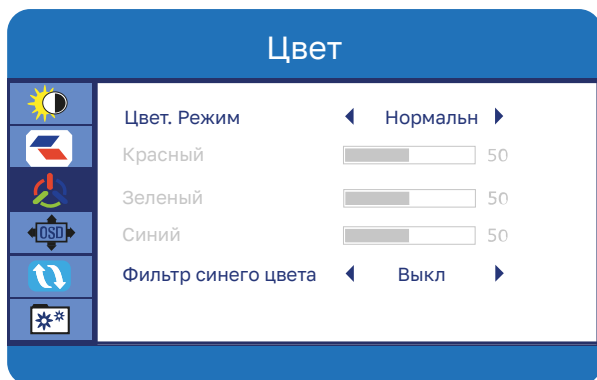 Цвет
Цвет. Режим Нормальн
Красный 50
Зеленый 50
OSD
Синий 50
Фильтр синего цвета Выкл